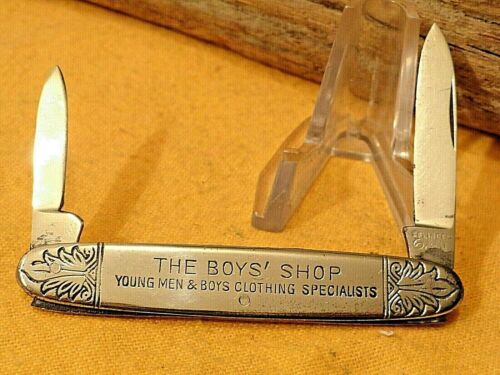 THE BOYS' SHOP
YOUNG MEN & BOYS CLOTHING SPECIALISTS